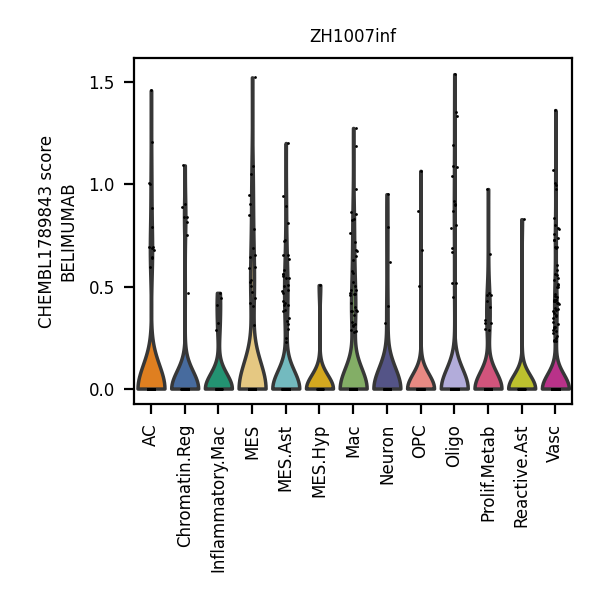 ZH1007inf
CHEMBL1789843 score
BELIMUMAB
1.5
1.0
0.5
0.0
AC
Chromatin.Reg
Inflammatory.Mac
MES
MES.Ast
MES.Hyp
Mac
Neuron
OPC
Oligo
Prolif.Metab
Reactive.Ast
Vasc